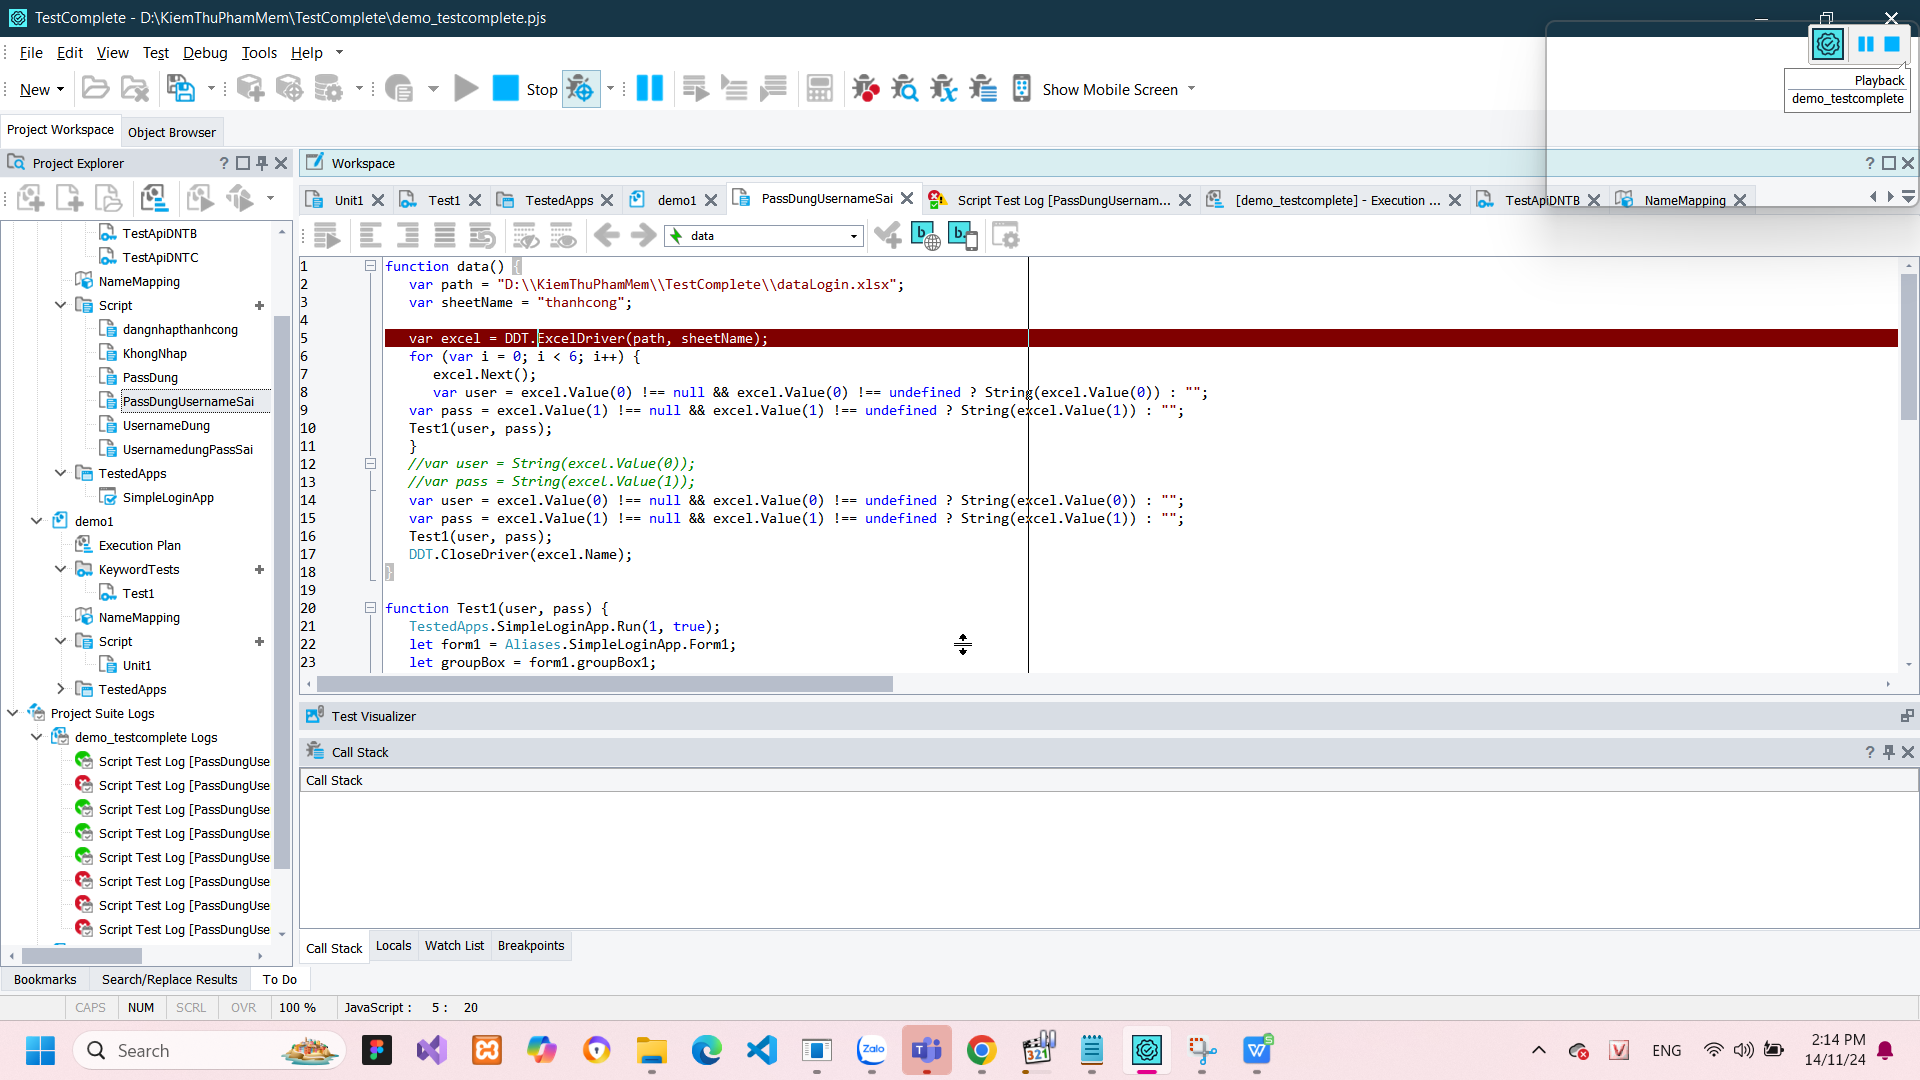 TestComplete - D:\KiemThuPhamMem\TestComplete\demo_testcomplete.pjs
File Edit View Test Debug Tools Help
New Stop Show Mobile Screen
Playback
demo_testcomplete
Project Workspace Object Browser
Project Explorer
Workspace
Unit1 Test1 TestedApps demo1 PassDungUsernameSai Script Test Log [PassDungUsernam... [demo_testcomplete] - Execution ... TestApiDNTB NameMapping
data
TestApiDNTB
TestApiDNTC
NameMapping
Script
dangnhapthanhcong
KhongNhap
PassDung
PassDungUsernameSai
UsernameDung
UsernamedungPassSai
TestedApps
SimpleLoginApp
demo1
Execution Plan
KeywordTests
Test1
NameMapping
Script
Unit1
TestedApps
Project Suite Logs
demo_testcomplete Logs
Script Test Log [PassDungUse
Script Test Log [PassDungUse
Script Test Log [PassDungUse
Script Test Log [PassDungUse
Script Test Log [PassDungUse
Script Test Log [PassDungUse
Script Test Log [PassDungUse
Script Test Log [PassDungUse
1 function data() {
2 var path = "D:\\KiemThuPhamMem\\TestComplete\\dataLogin.xlsx";
3 var sheetName = "thanhcong";
4
5 var excel = DDT.ExcelDriver(path, sheetName);
6 for (var i = 0; i < 6; i++) {
7 excel.Next();
8 var user = excel.Value(0) !== null && excel.Value(0) !== undefined ? String(excel.Value(0)) : "";
9 var pass = excel.Value(1) !== null && excel.Value(1) !== undefined ? String(excel.Value(1)) : "";
10 Test1(user, pass);
11 }
12 //var user = String(excel.Value(0));
13 //var pass = String(excel.Value(1));
14 var user = excel.Value(0) !== null && excel.Value(0) !== undefined ? String(excel.Value(0)) : "";
15 var pass = excel.Value(1) !== null && excel.Value(1) !== undefined ? String(excel.Value(1)) : "";
16 Test1(user, pass);
17 DDT.CloseDriver(excel.Name);
18 }
19
20 function Test1(user, pass) {
21 TestedApps.SimpleLoginApp.Run(1, true);
22 let form1 = Aliases.SimpleLoginApp.Form1;
23 let groupBox = form1.groupBox1;
Test Visualizer
Call Stack
Call Stack
Call Stack Locals Watch List Breakpoints
Bookmarks Search/Replace Results To Do
CAPS NUM SCRL OVR 100 % JavaScript : 5 : 20
Search
Zalo
321
ENG
2:14 PM
14/11/24